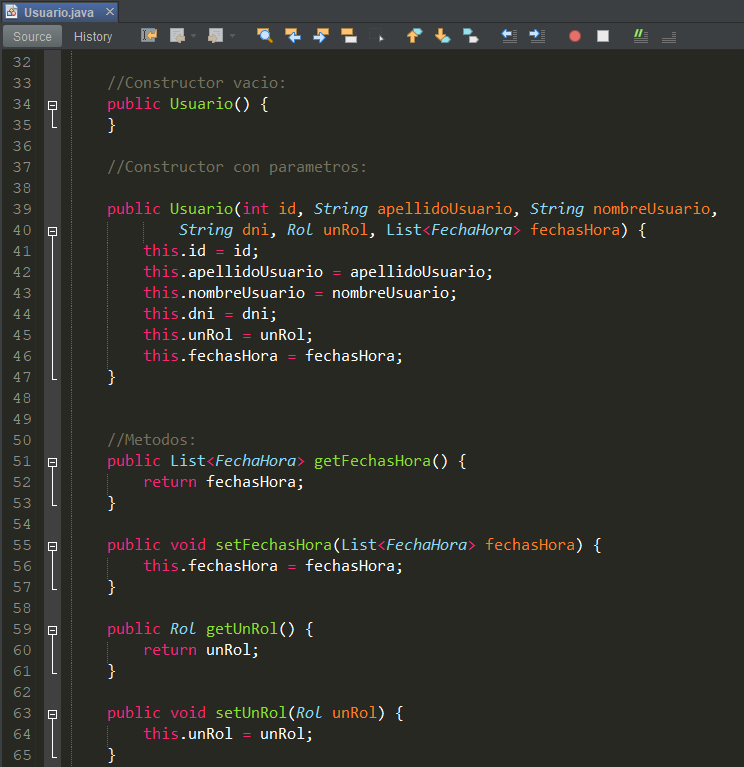 Usuario.java
Source History
32
33 //Constructor vacio:
34 public Usuario() {
35 }
36
37 //Constructor con parametros:
38
39 public Usuario(int id, String apellidoUsuario, String nombreUsuario,
40 String dni, Rol unRol, List<FechaHora> fechasHora) {
41 this.id = id;
42 this.apellidoUsuario = apellidoUsuario;
43 this.nombreUsuario = nombreUsuario;
44 this.dni = dni;
45 this.unRol = unRol;
46 this.fechasHora = fechasHora;
47 }
48
49
50 //Metodos:
51 public List<FechaHora> getFechasHora() {
52 return fechasHora;
53 }
54
55 public void setFechasHora(List<FechaHora> fechasHora) {
56 this.fechasHora = fechasHora;
57 }
58
59 public Rol getUnRol() {
60 return unRol;
61 }
62
63 public void setUnRol(Rol unRol) {
64 this.unRol = unRol;
65 }